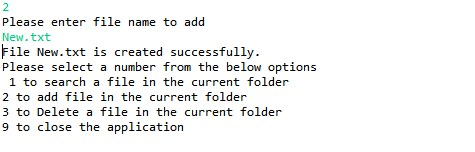 2
Please enter file name to add
New.txt
File New.txt is created successfully.
Please select a number from the below options
 1 to search a file in the current folder
2 to add file in the current folder
3 to Delete a file in the current folder
9 to close the application